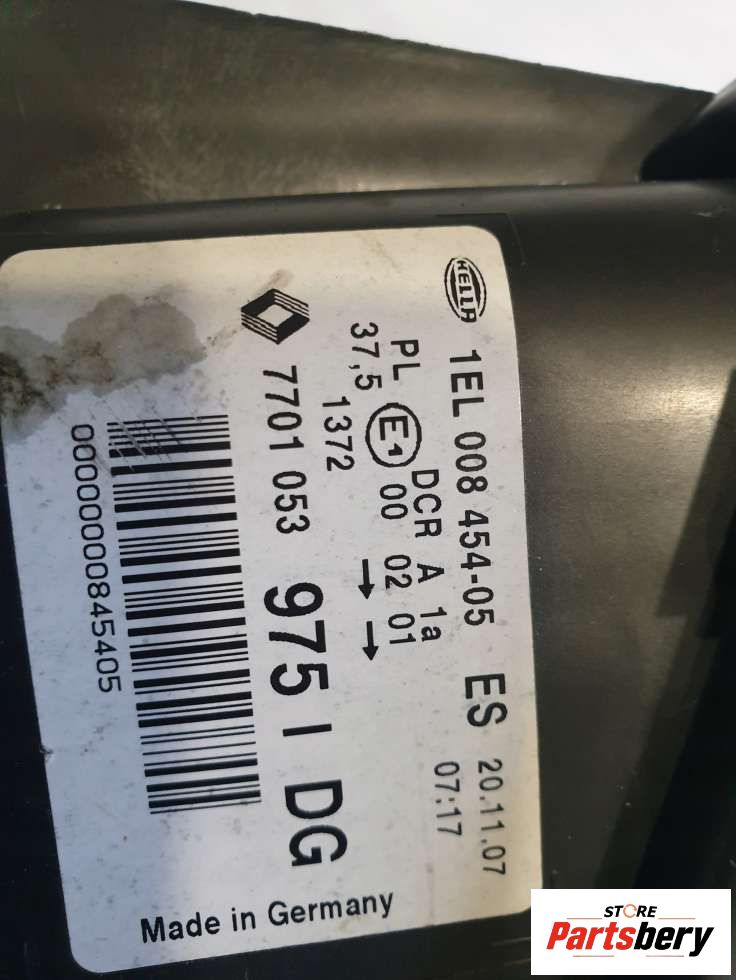 HELLA
1EL 008 454-05 ES 20.11.07
07:17
DCR A 1a
PL E1 00 02 01
37,5 → →
1372
7701 053 975 I DG
000000000845405
Made in Germany
STORE
Partsbery